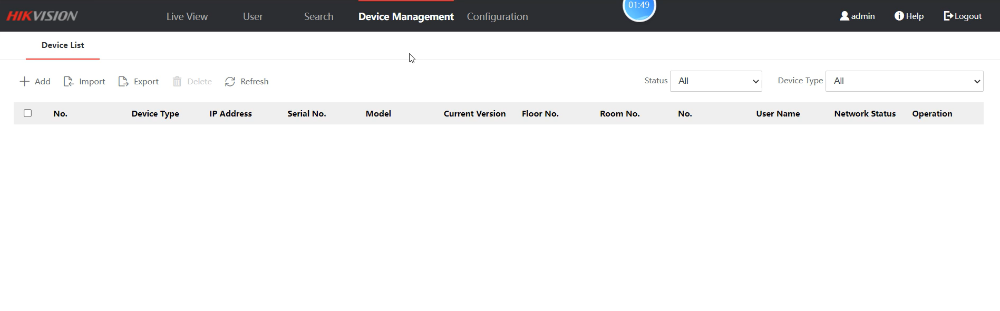 HIKVISION Live View User Search Device Management Configuration 01:49 admin Help Logout
Device List
Add Import Export Delete Refresh Status All Device Type All
No. Device Type IP Address Serial No. Model Current Version Floor No. Room No. No. User Name Network Status Operation